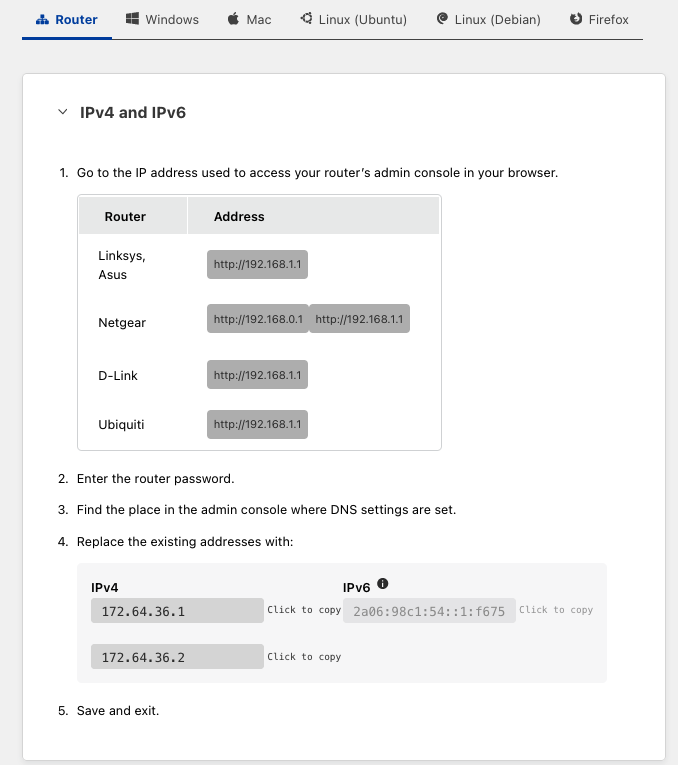 Router Windows Mac Linux (Ubuntu) Linux (Debian) Firefox
IPv4 and IPv6
1. Go to the IP address used to access your router's admin console in your browser.
Router Address
Linksys,
Asus
http://192.168.1.1
Netgear http://192.168.0.1 http://192.168.1.1
D-Link http://192.168.1.1
Ubiquiti http://192.168.1.1
2. Enter the router password.
3. Find the place in the admin console where DNS settings are set.
4. Replace the existing addresses with:
IPv4 IPv6
172.64.36.1 Click to copy 2a06:98c1:54::1:f675 Click to copy
172.64.36.2 Click to copy
5. Save and exit.